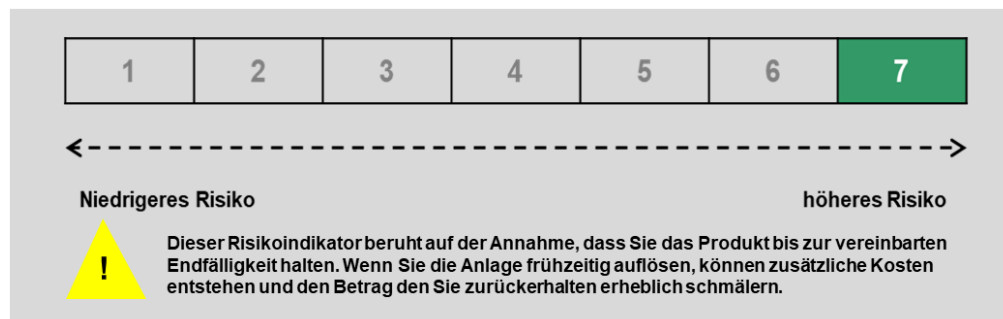 1 2 3 4 5 6 7
Niedrigeres Risiko höheres Risiko
! Dieser Risikoindikator beruht auf der Annahme, dass Sie das Produkt bis zur vereinbarten
Endfälligkeit halten. Wenn Sie die Anlage frühzeitig auflösen, können zusätzliche Kosten
entstehen und den Betrag den Sie zurückerhalten erheblich schmälern.